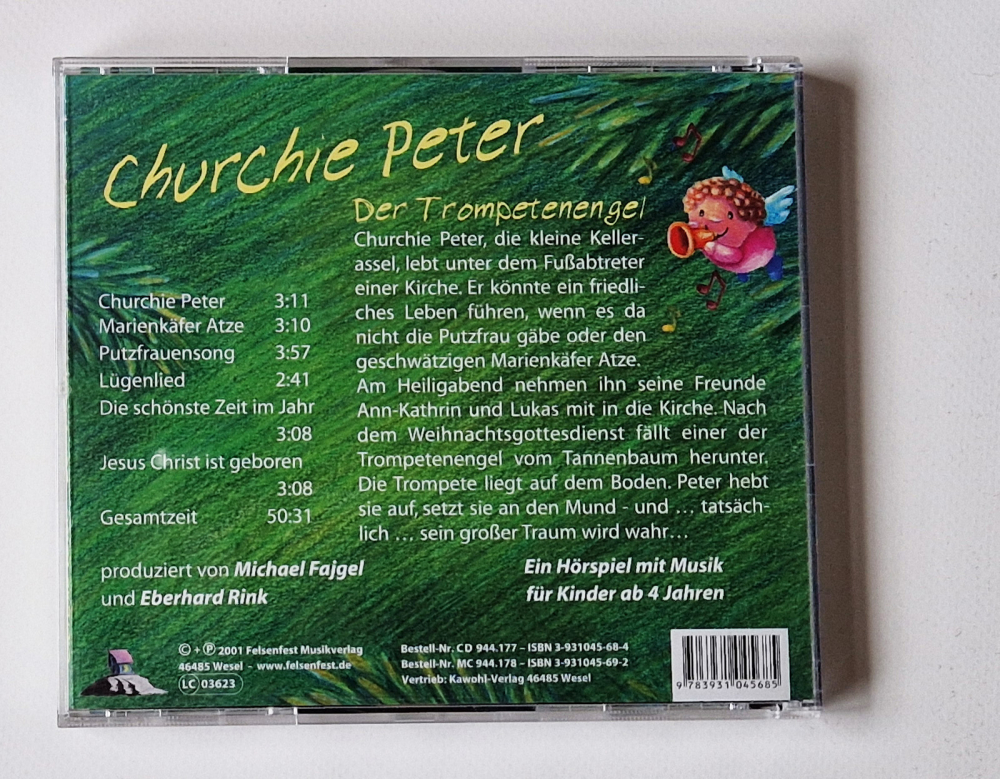 Churchie Peter
Der Trompetenengel
Churchie Peter, die kleine Keller-
assel, lebt unter dem Fußabtreter
einer Kirche. Er könnte ein friedli-
ches Leben führen, wenn es da
nicht die Putzfrau gäbe oder den
geschwätzigen Marienkäfer Atze.
Am Heiligabend nehmen ihn seine Freunde
Ann-Kathrin und Lukas mit in die Kirche. Nach
dem Weihnachtsgottesdienst fällt einer der
Trompetenengel vom Tannenbaum herunter.
Die Trompete liegt auf dem Boden. Peter hebt
sie auf, setzt sie an den Mund - und ... tatsäch-
lich ... sein großer Traum wird wahr...
Churchie Peter 3:11
Marienkäfer Atze 3:10
Putzfrauensong 3:57
Lügenlied 2:41
Die schönste Zeit im Jahr
3:08
Jesus Christ ist geboren
3:08
Gesamtzeit 50:31
produziert von Michael Fajgel
und Eberhard Rink
Ein Hörspiel mit Musik
für Kinder ab 4 Jahren
© + ℗ 2001 Felsenfest Musikverlag
46485 Wesel – www.felsenfest.de
LC 03623
Bestell-Nr. CD 944.177 – ISBN 3-931045-68-4
Bestell-Nr. MC 944.178 – ISBN 3-931045-69-2
Vertrieb: Kawohl-Verlag 46485 Wesel
9 783931 045685